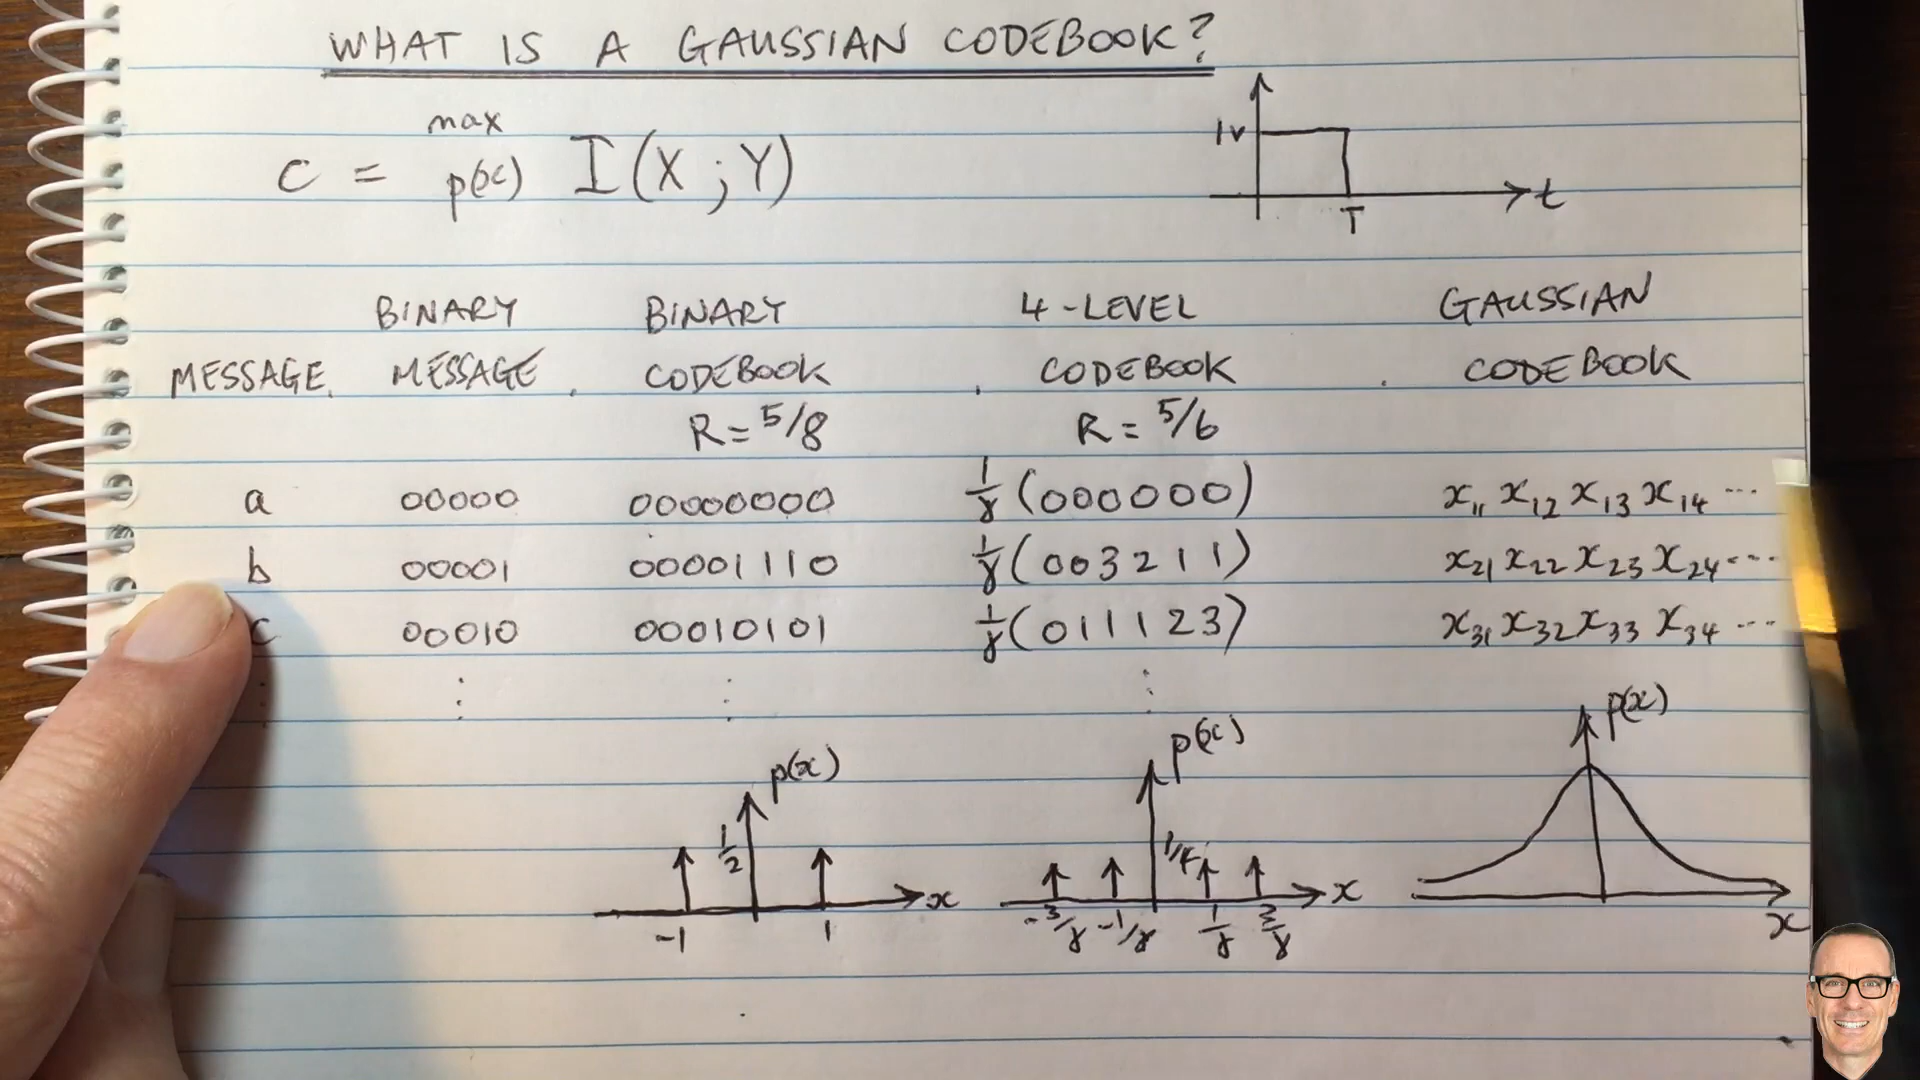 WHAT IS A GAUSSIAN CODEBOOK?
max
C = p(x) I(X;Y)
1v
t
T
BINARY BINARY 4-LEVEL GAUSSIAN
MESSAGE MESSAGE CODEBOOK CODEBOOK CODEBOOK
R = 5/8 R = 5/6
a 00000 00000000 1/γ (000000) x11 x12 x13 x14 ...
b 00001 00001110 1/γ (003211) x21 x22 x23 x24 ...
c 00010 00010101 1/γ (011123) x31 x32 x33 x34 ...
⋮ ⋮ ⋮ ⋮
p(x) p(x) p(x)
1/2 1/4
x x x
-1 1 -3/γ -1/γ 1/γ 3/γ